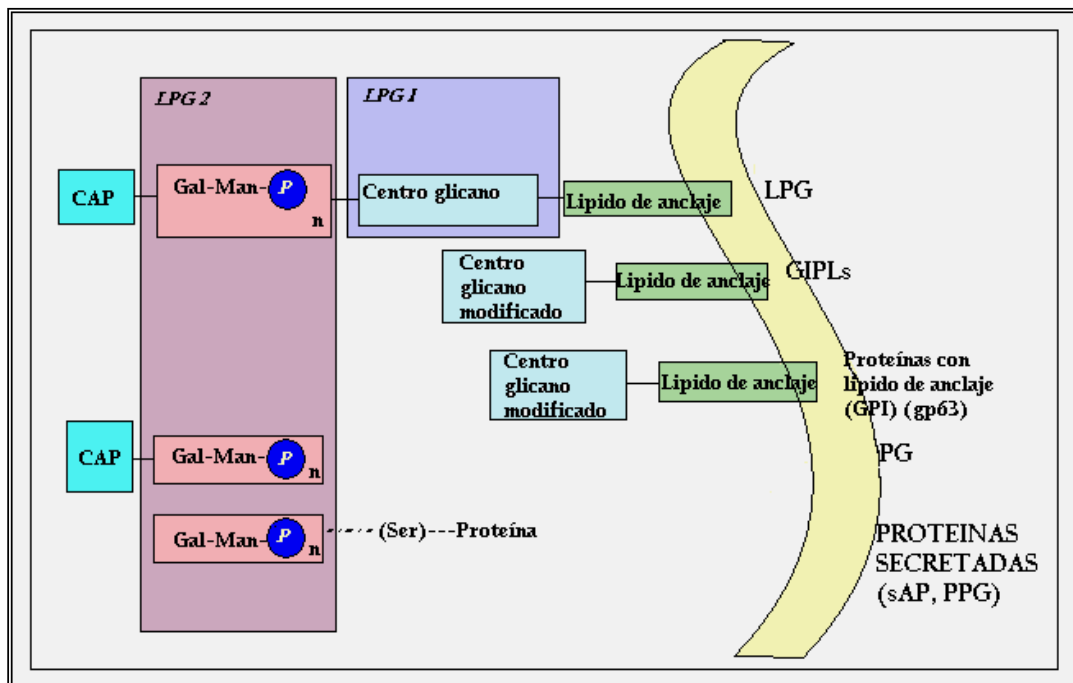 LPG 2
LPG 1
CAP
Gal-Man-P
n
Centro glicano
Lipido de anclaje
LPG
Centro
glicano
modificado
Lipido de anclaje
GIPLs
Centro
glicano
modificado
Lipido de anclaje
Proteínas con
lipido de anclaje
(GPI) (gp63)
CAP
Gal-Man-P
n
PG
Gal-Man-P
n
(Ser)---Proteína
PROTEINAS
SECRETADAS
(sAP, PPG)